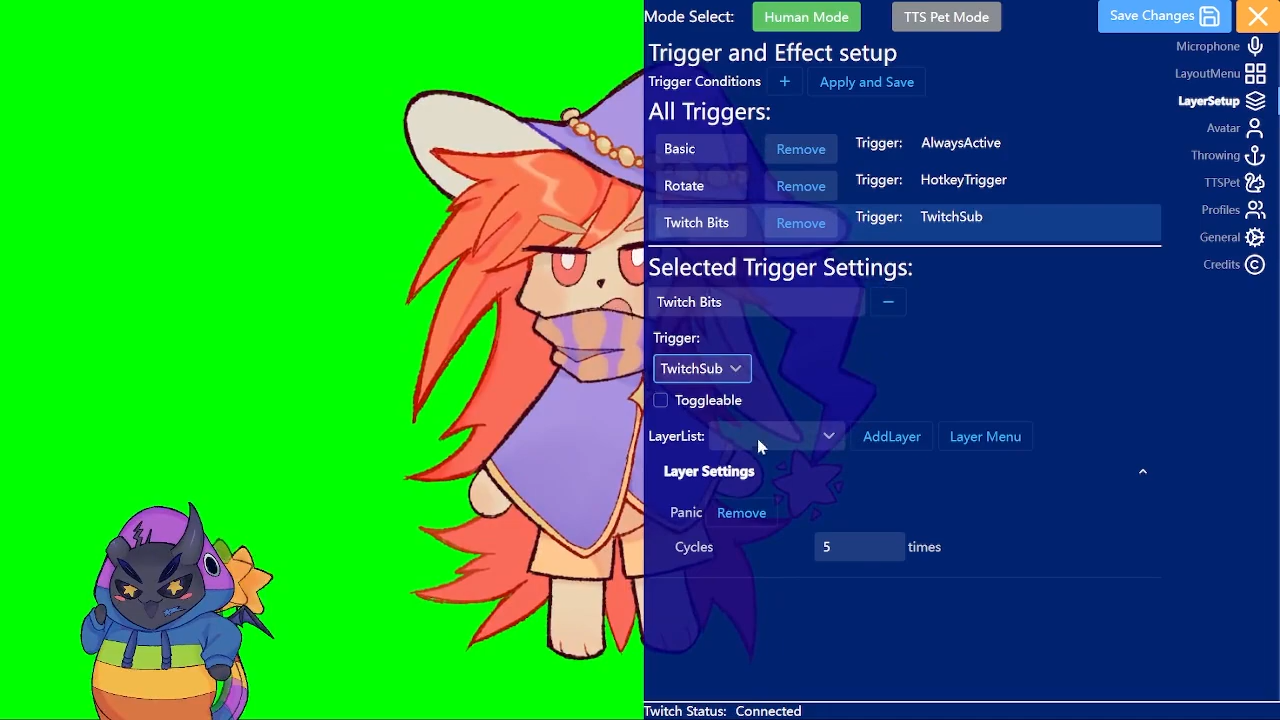 Mode Select: Human Mode TTS Pet Mode Save Changes
Trigger and Effect setup
Microphone
Trigger Conditions + Apply and Save
LayoutMenu
All Triggers:
LayerSetup
Basic Remove Trigger: AlwaysActive
Avatar
Rotate Remove Trigger: HotkeyTrigger
Throwing
Twitch Bits Remove Trigger: TwitchSub
TTSPet
Profiles
General
Credits
Selected Trigger Settings:
Twitch Bits −
Trigger:
TwitchSub
Toggleable
LayerList: AddLayer Layer Menu
Layer Settings
Panic Remove
Cycles 5 times
Twitch Status: Connected